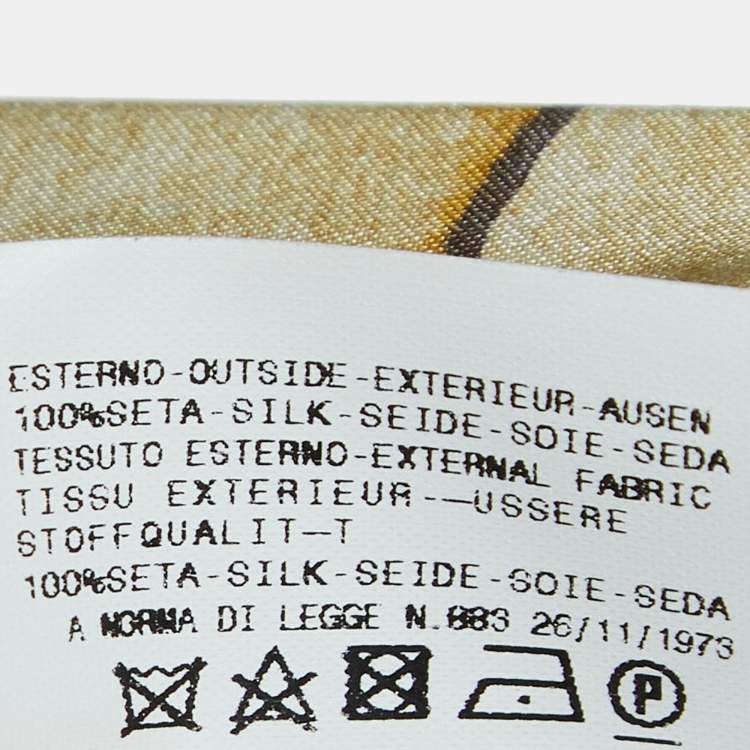 ESTERNO-OUTSIDE-EXTERIEUR-AUSEN
100%SETA-SILK-SEIDE-SOIE-SEDA
TESSUTO ESTERNO-EXTERNAL FABRIC
TISSU EXTERIEUR-—USSERE
STOFFQUALIT—T
100%SETA-SILK-SEIDE-SOIE-SEDA
A NORMA DI LEGGE N.883 26/11/1973
P